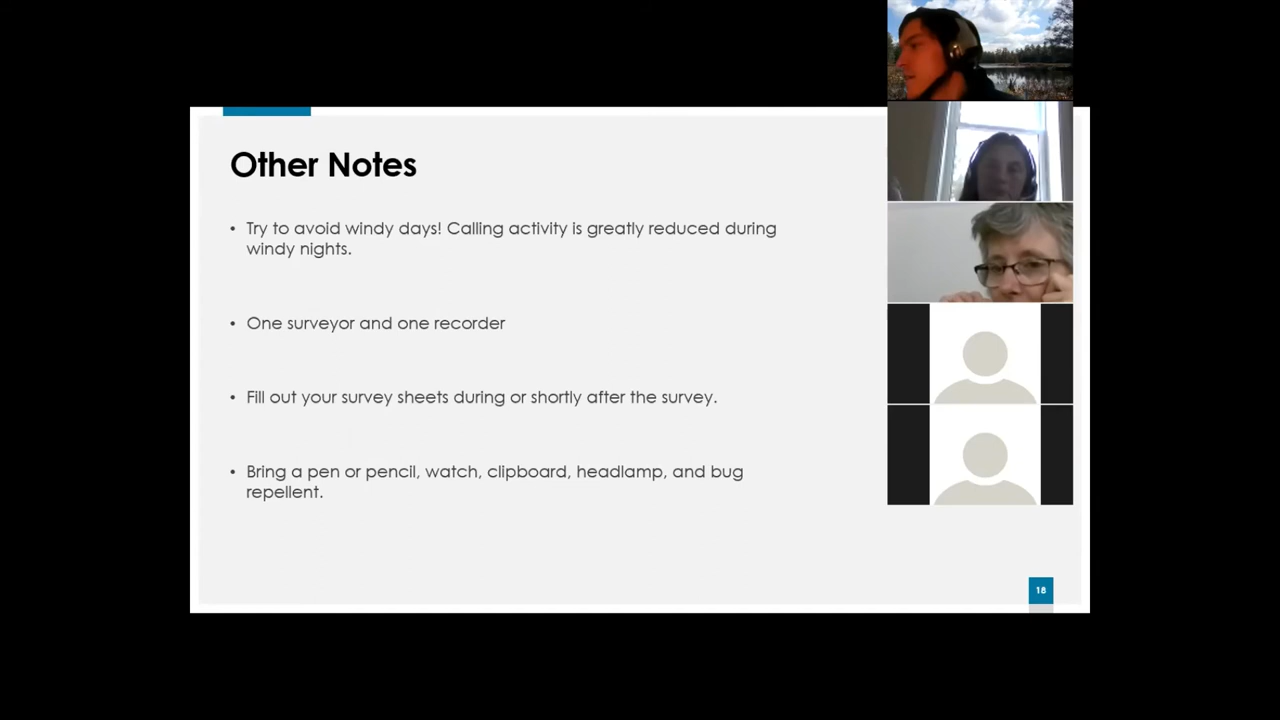 Other Notes
• Try to avoid windy days! Calling activity is greatly reduced during
windy nights.
• One surveyor and one recorder
• Fill out your survey sheets during or shortly after the survey.
• Bring a pen or pencil, watch, clipboard, headlamp, and bug
repellent.
18